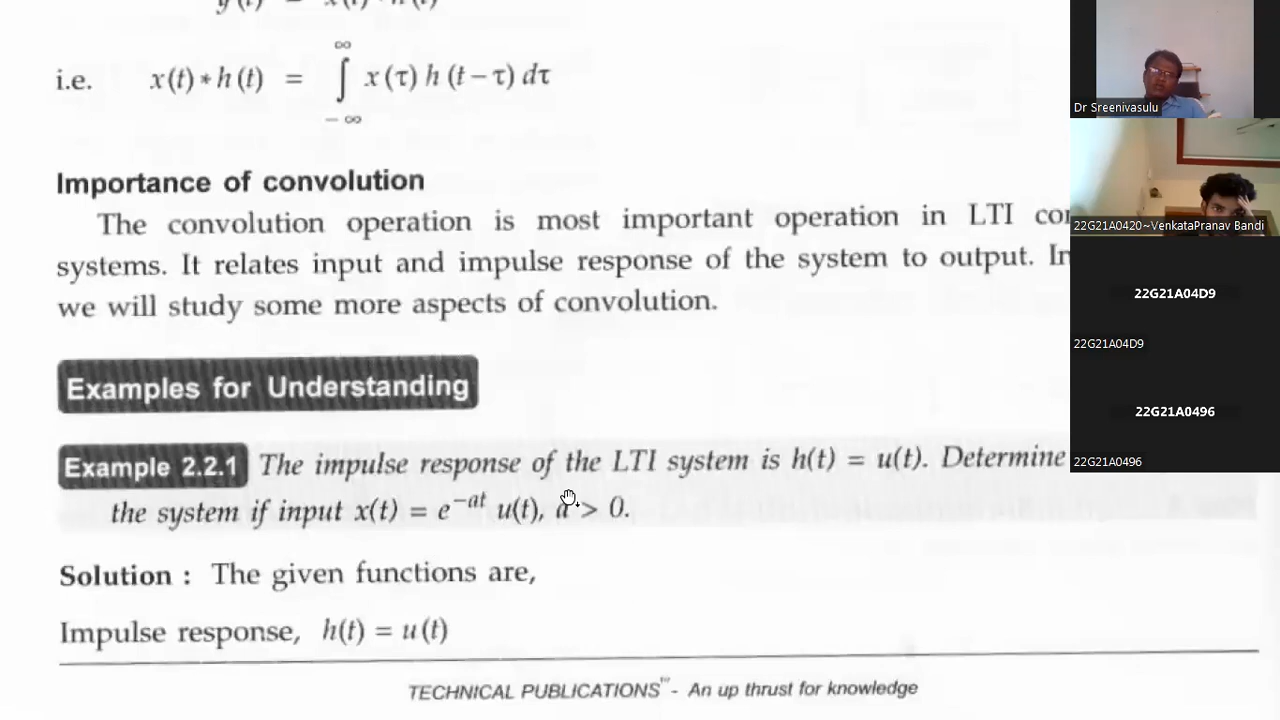 y(t) = x(t) * h(t)
i.e. x(t) * h(t) = ∫_{-∞}^{∞} x(τ) h(t-τ) dτ
Importance of convolution
The convolution operation is most important operation in LTI
systems. It relates input and impulse response of the system to output. In
we will study some more aspects of convolution.
Examples for Understanding
Example 2.2.1 The impulse response of the LTI system is h(t) = u(t). Determine
the system if input x(t) = e^{-at} u(t), a > 0.
Solution : The given functions are,
Impulse response, h(t) = u(t)
TECHNICAL PUBLICATIONS™ - An up thrust for knowledge
Dr Sreenivasulu
22G21A0420~VenkataPranav Bandi
22G21A04D9
22G21A04D9
22G21A0496
22G21A0496